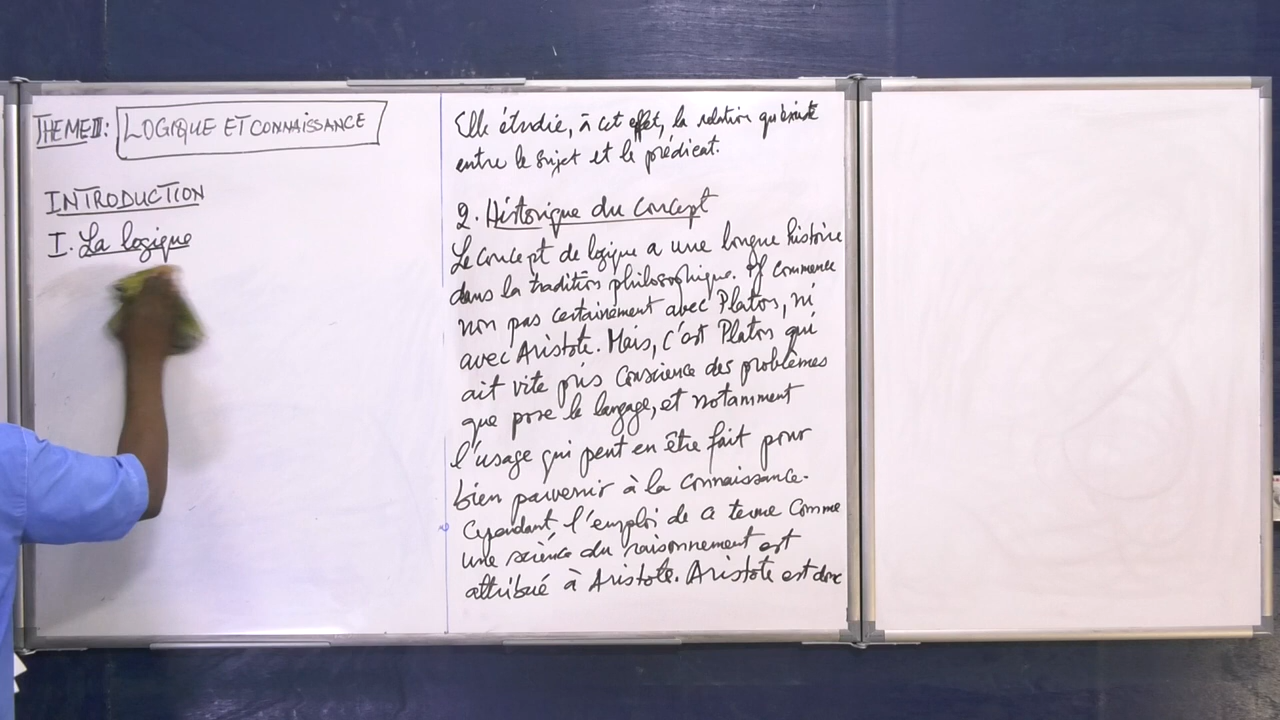 THEME II: LOGIQUE ET CONNAISSANCE
INTRODUCTION
I. La logique
Elle étudie, à cet effet, la relation qui existe
entre le sujet et le prédicat.
2. Historique du concept
Le concept de logique a une longue histoire
dans la tradition philosophique. Il commence
non pas certainement avec Platon, ni
avec Aristote. Mais, c'est Platon qui
ait vite pris conscience des problèmes
que pose le langage, et notamment
l'usage qui peut en être fait pour
bien parvenir à la connaissance.
Cependant l'emploi de ce terme comme
une science du raisonnement est
attribué à Aristote. Aristote est donc